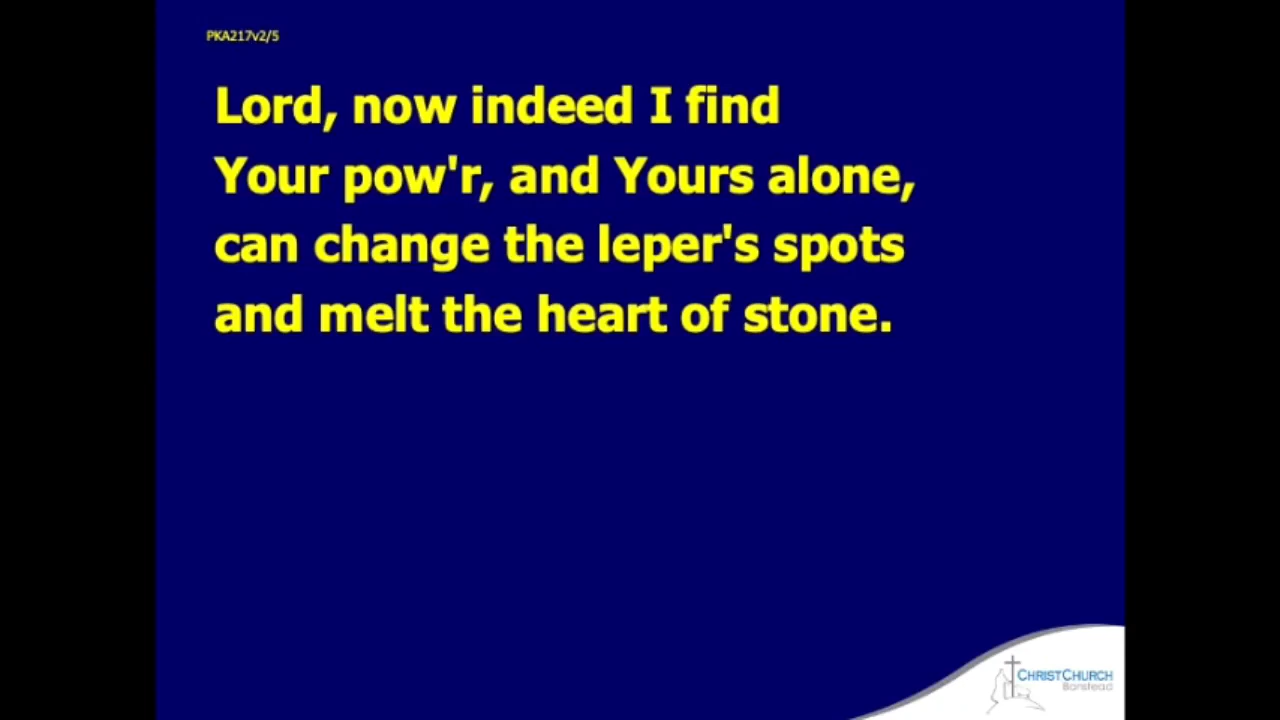 PKA217v2/5
Lord, now indeed I find
Your pow'r, and Yours alone,
can change the leper's spots
and melt the heart of stone.
CHRISTCHURCH
Banstead